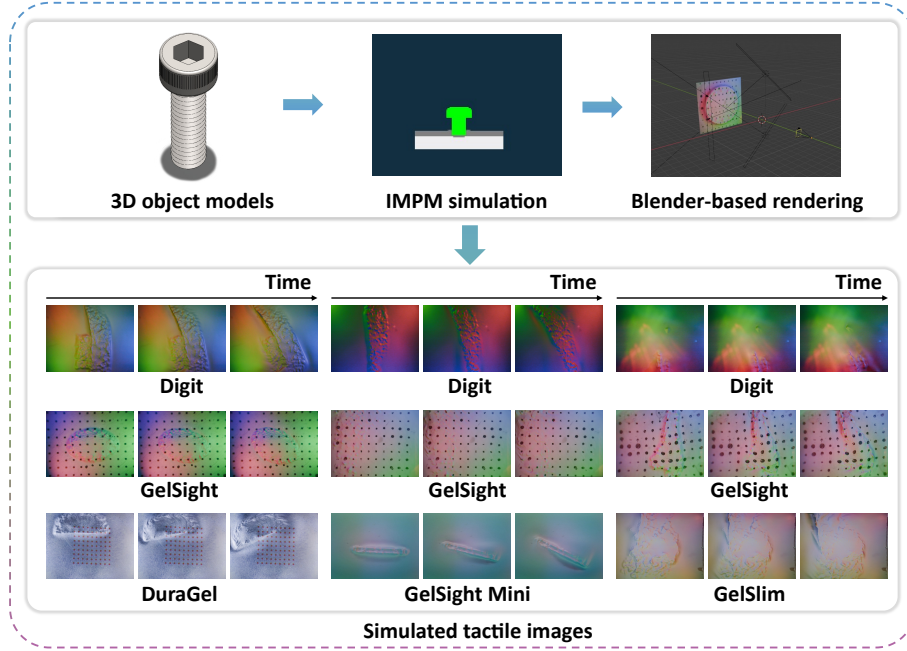 3D object models
IMPM simulation
Blender-based rendering
Time
Time
Time
Digit
Digit
Digit
GelSight
GelSight
GelSight
DuraGel
GelSight Mini
GelSlim
Simulated tactile images